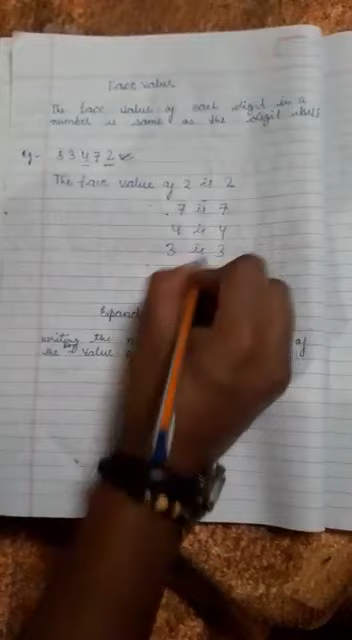 Face value
The face value of each digit in a
number is same as the digit itself
eg- 53472
The face value of 2 is 2
7 is 7
4 is 4
3 is 3
Expand
writing the
the value
of